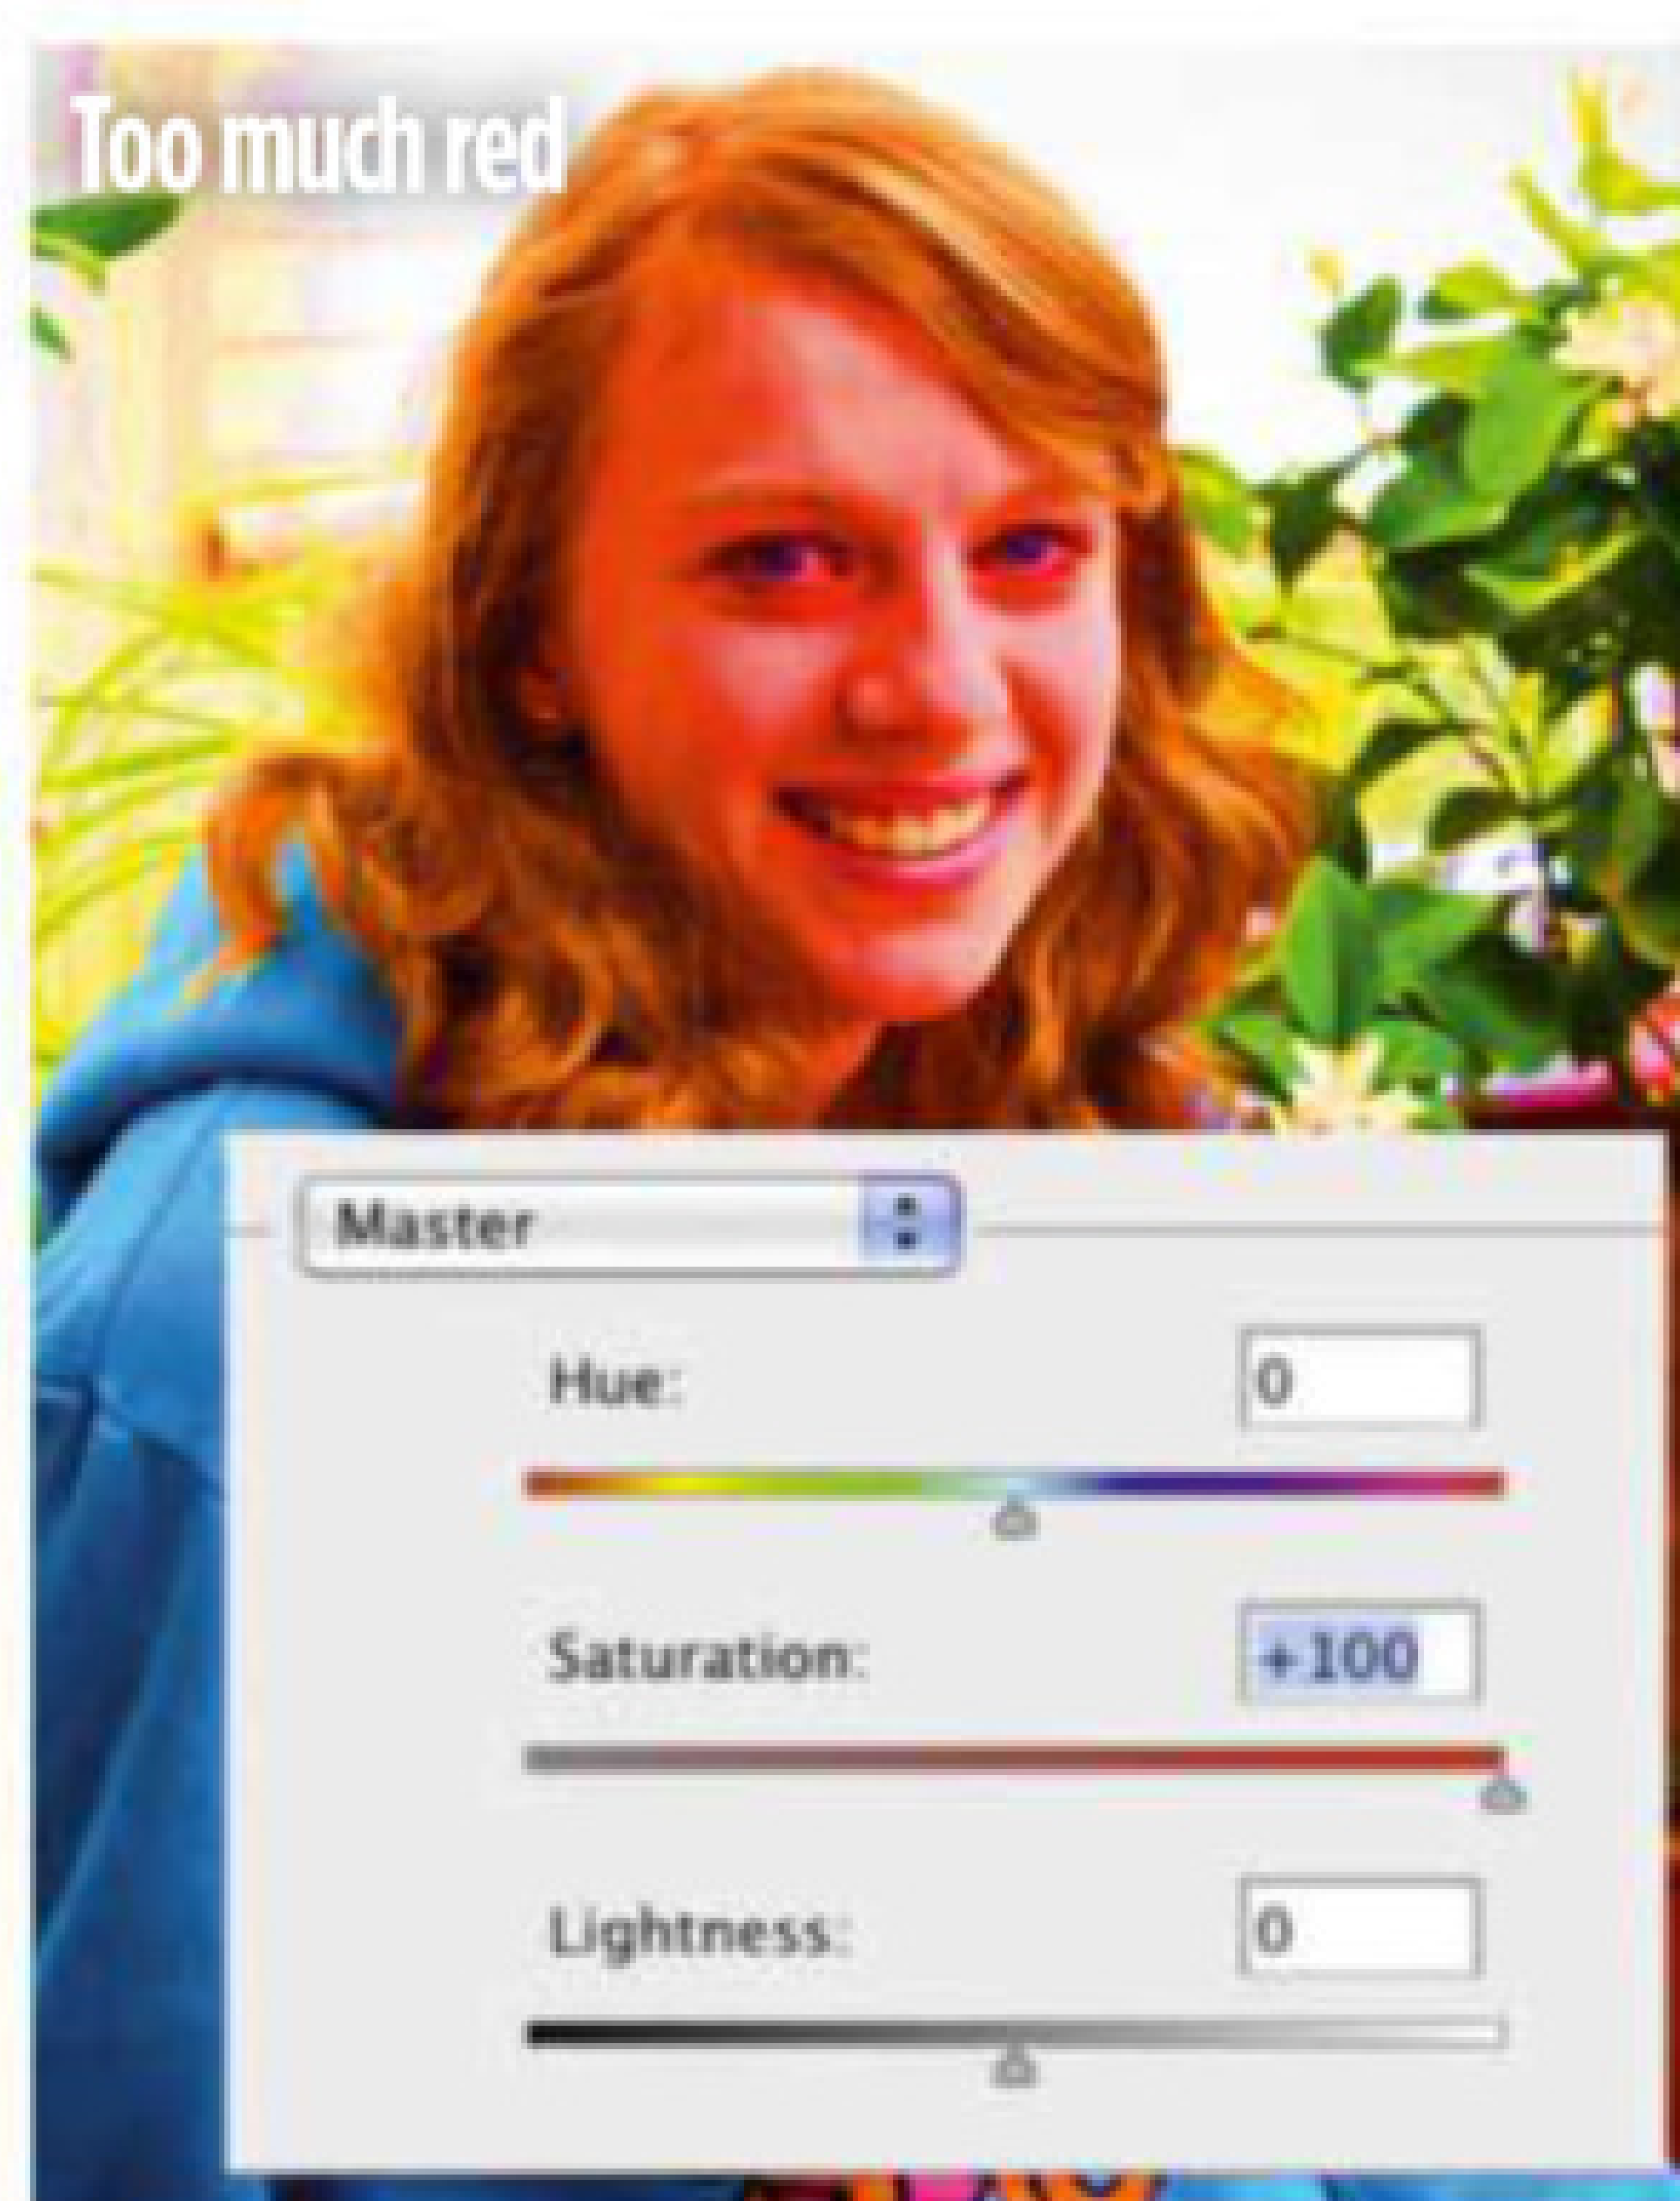 Too much red
Master
Hue: 0
Saturation: +100
Lightness: 0